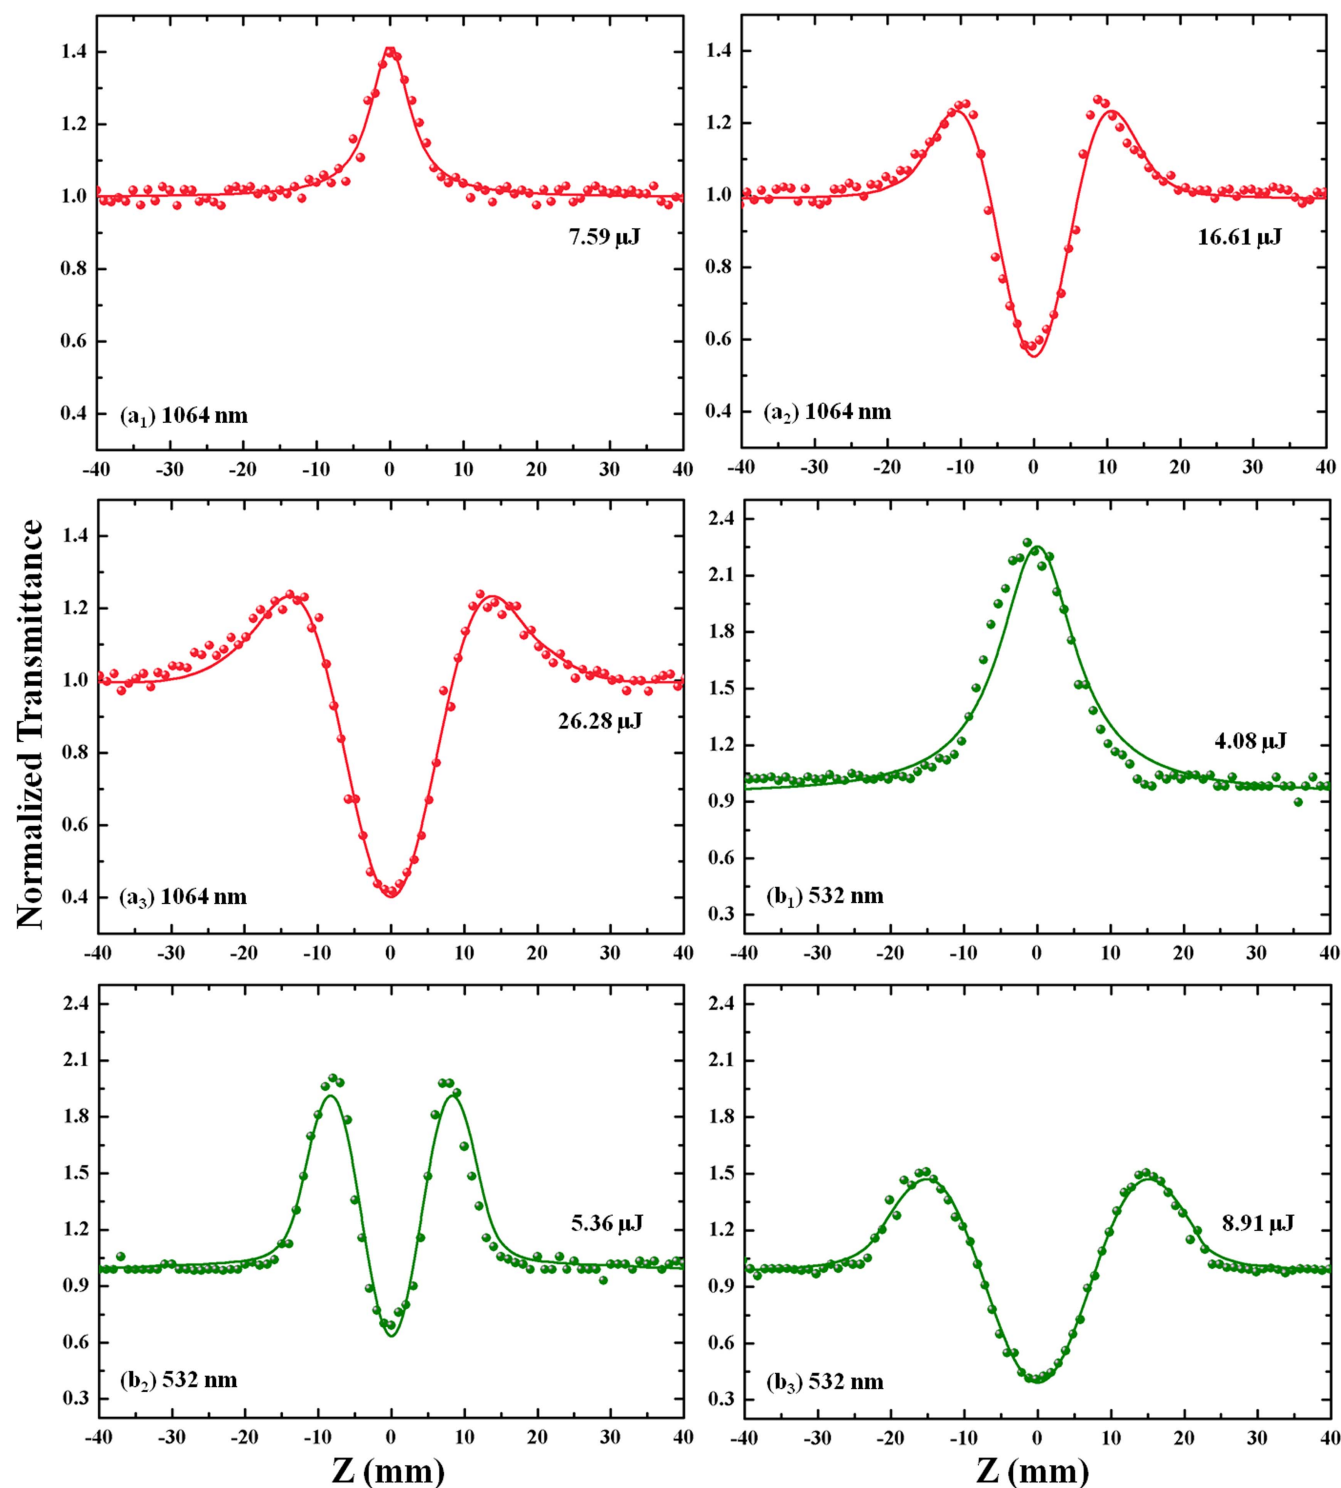 1.4
1.2
1.0
0.8
0.6
0.4
7.59 μJ
(a1) 1064 nm
-40 -30 -20 -10 0 10 20 30 40
1.4
1.2
1.0
0.8
0.6
0.4
16.61 μJ
(a2) 1064 nm
-40 -30 -20 -10 0 10 20 30 40
Normalized Transmittance
1.4
1.2
1.0
0.8
0.6
0.4
26.28 μJ
(a3) 1064 nm
-40 -30 -20 -10 0 10 20 30 40
2.4
2.1
1.8
1.5
1.2
0.9
0.6
0.3
4.08 μJ
(b1) 532 nm
-40 -30 -20 -10 0 10 20 30 40
2.4
2.1
1.8
1.5
1.2
0.9
0.6
0.3
5.36 μJ
(b2) 532 nm
-40 -30 -20 -10 0 10 20 30 40
Z (mm)
2.4
2.1
1.8
1.5
1.2
0.9
0.6
0.3
8.91 μJ
(b3) 532 nm
-40 -30 -20 -10 0 10 20 30 40
Z (mm)